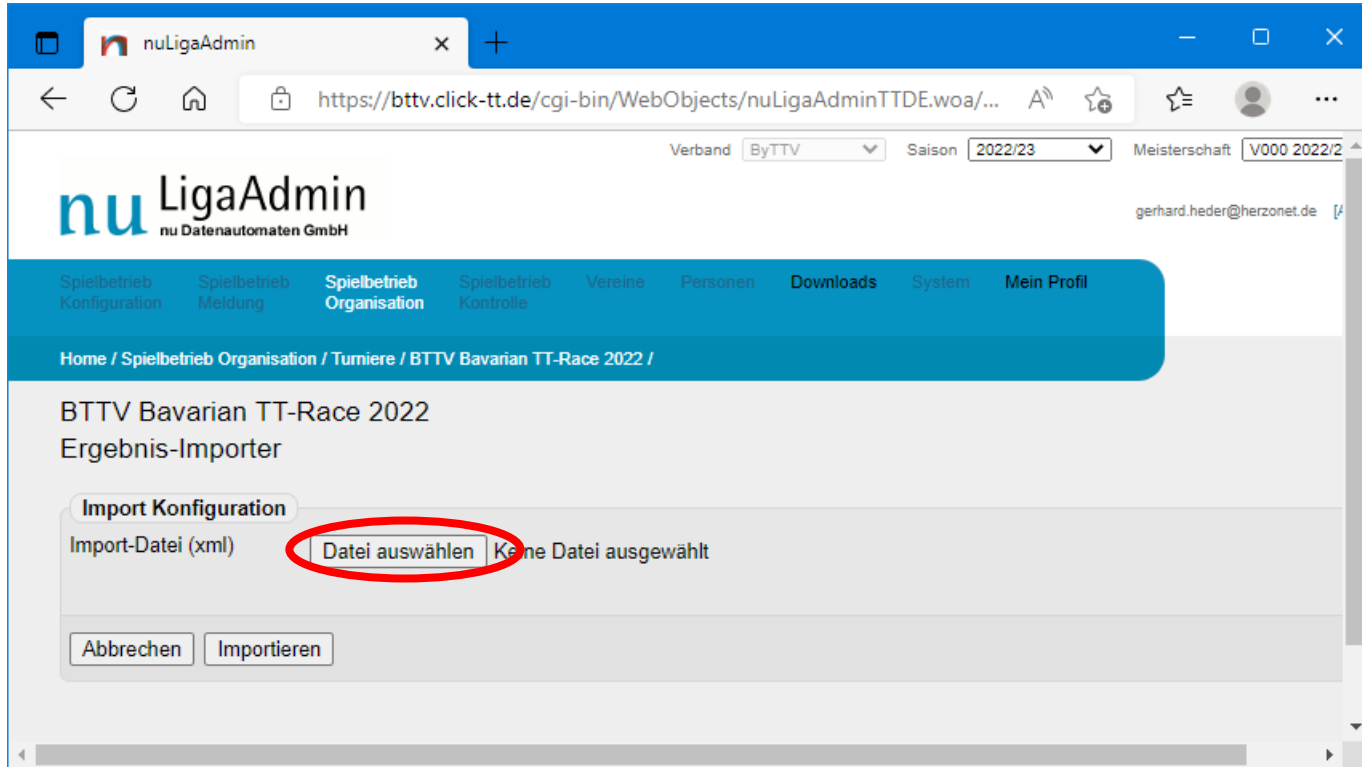 nuLigaAdmin
https://bttv.click-tt.de/cgi-bin/WebObjects/nuLigaAdminTTDE.woa/...
Verband ByTTV Saison 2022/23 Meisterschaft V000 2022/2
nu LigaAdmin
nu Datenautomaten GmbH
gerhard.heder@herzonet.de [A
Spielbetrieb Konfiguration
Spielbetrieb Meldung
Spielbetrieb Organisation
Spielbetrieb Kontrolle
Vereine
Personen
Downloads
System
Mein Profil
Home / Spielbetrieb Organisation / Turniere / BTTV Bavarian TT-Race 2022 /
BTTV Bavarian TT-Race 2022
Ergebnis-Importer
Import Konfiguration
Import-Datei (xml) Datei auswählen Keine Datei ausgewählt
Abbrechen Importieren